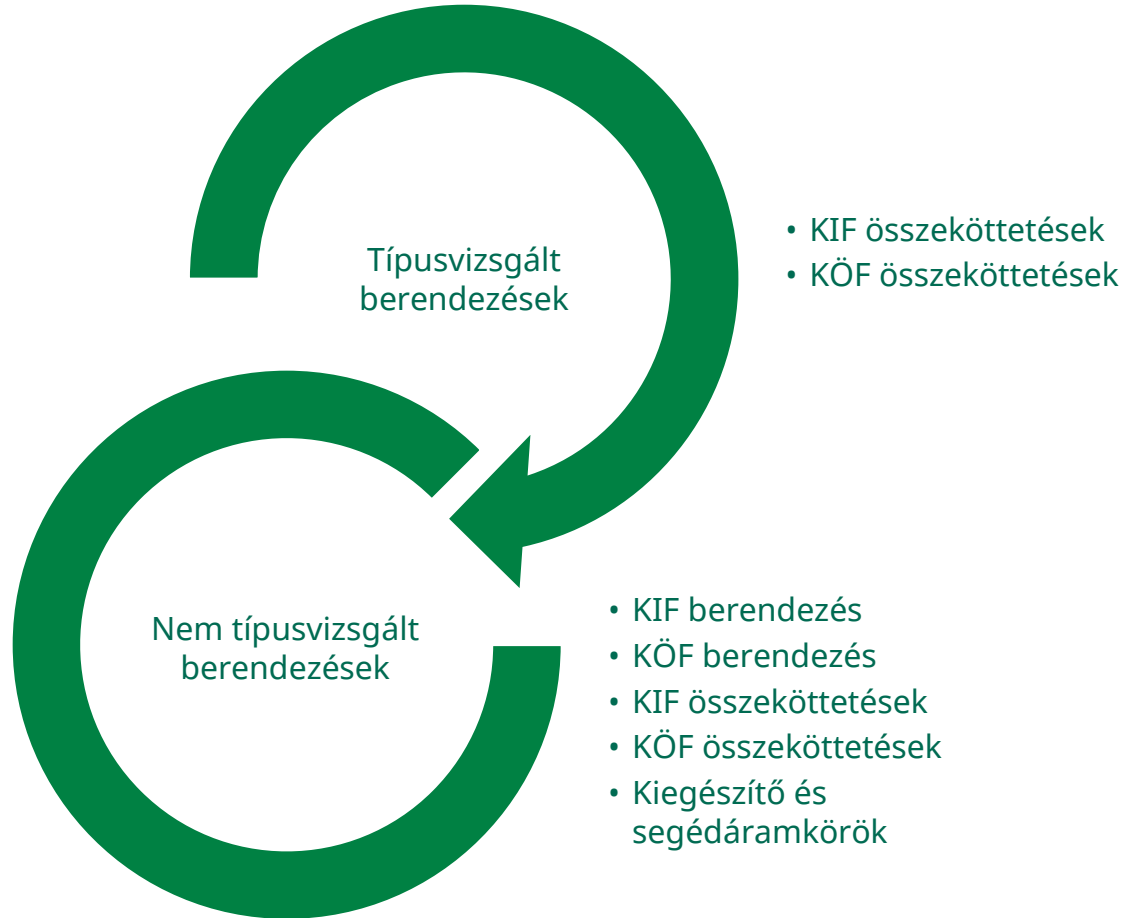 Típusvizsgált
berendezések
• KIF összeköttetések
• KÖF összeköttetések
Nem típusvizsgált
berendezések
• KIF berendezés
• KÖF berendezés
• KIF összeköttetések
• KÖF összeköttetések
• Kiegészítő és
segédáramkörök